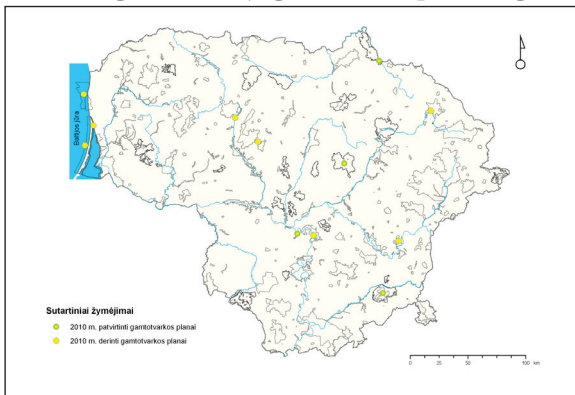 Baltijos jūra
Sutartiniai žymėjimai
2010 m. patvirtinti gamtotvarkos planai
2010 m. derinti gamtotvarkos planai
0 25 50 100 km